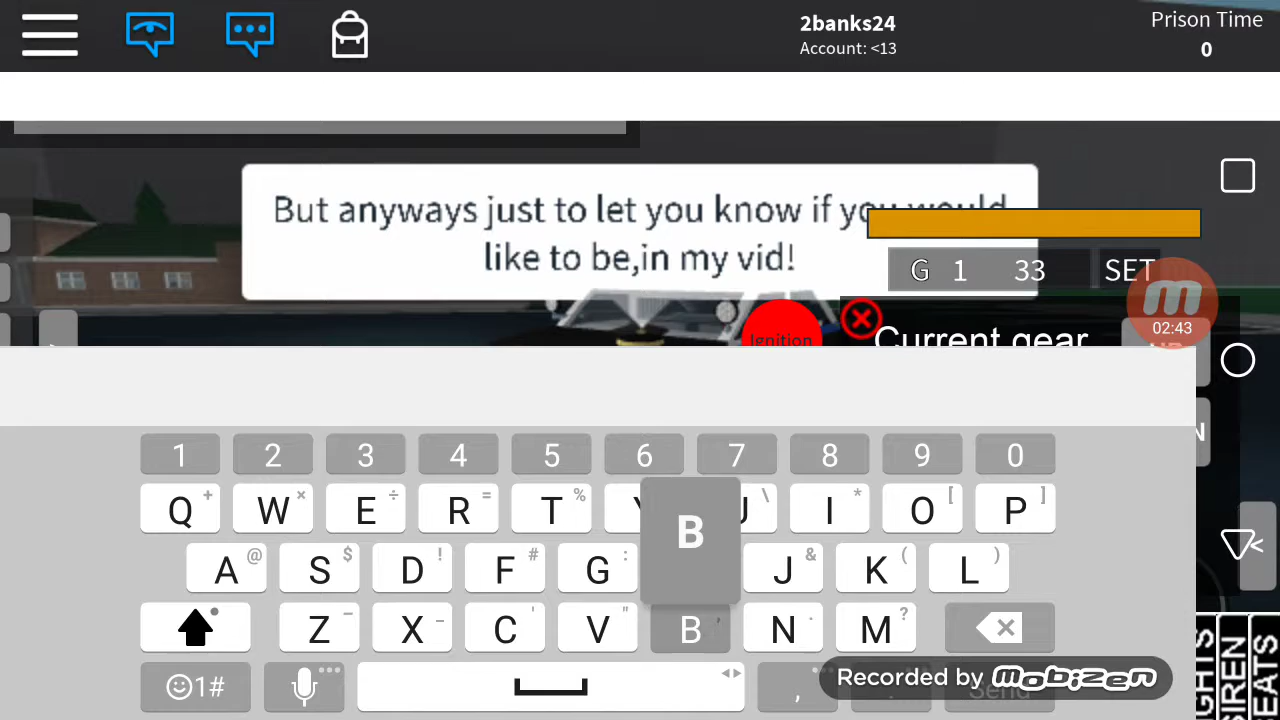 2banks24
Account: <13
Prison Time
0
But anyways just to let you know if you would
like to be,in my vid!
G 1 33 SET
02:43
Ignition
Current gear
1 2 3 4 5 6 7 8 9 0
Q + W × E ÷ R = T % Y B U \ I * O [ P ]
A @ S $ D ! F # G : J & K ( L )
Z - X _ C ' V " B , N . M ?
☺1# , . Send
Recorded by mobizen
SIREN